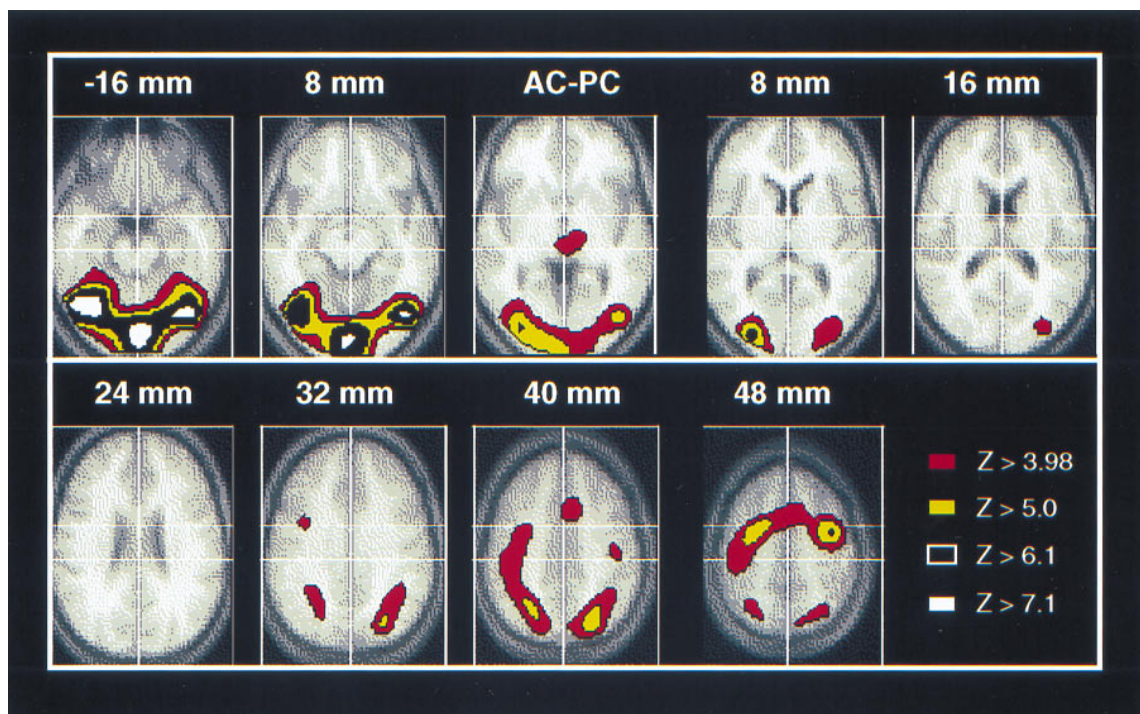 -16 mm
8 mm
AC-PC
8 mm
16 mm
24 mm
32 mm
40 mm
48 mm
Z > 3.98
Z > 5.0
Z > 6.1
Z > 7.1